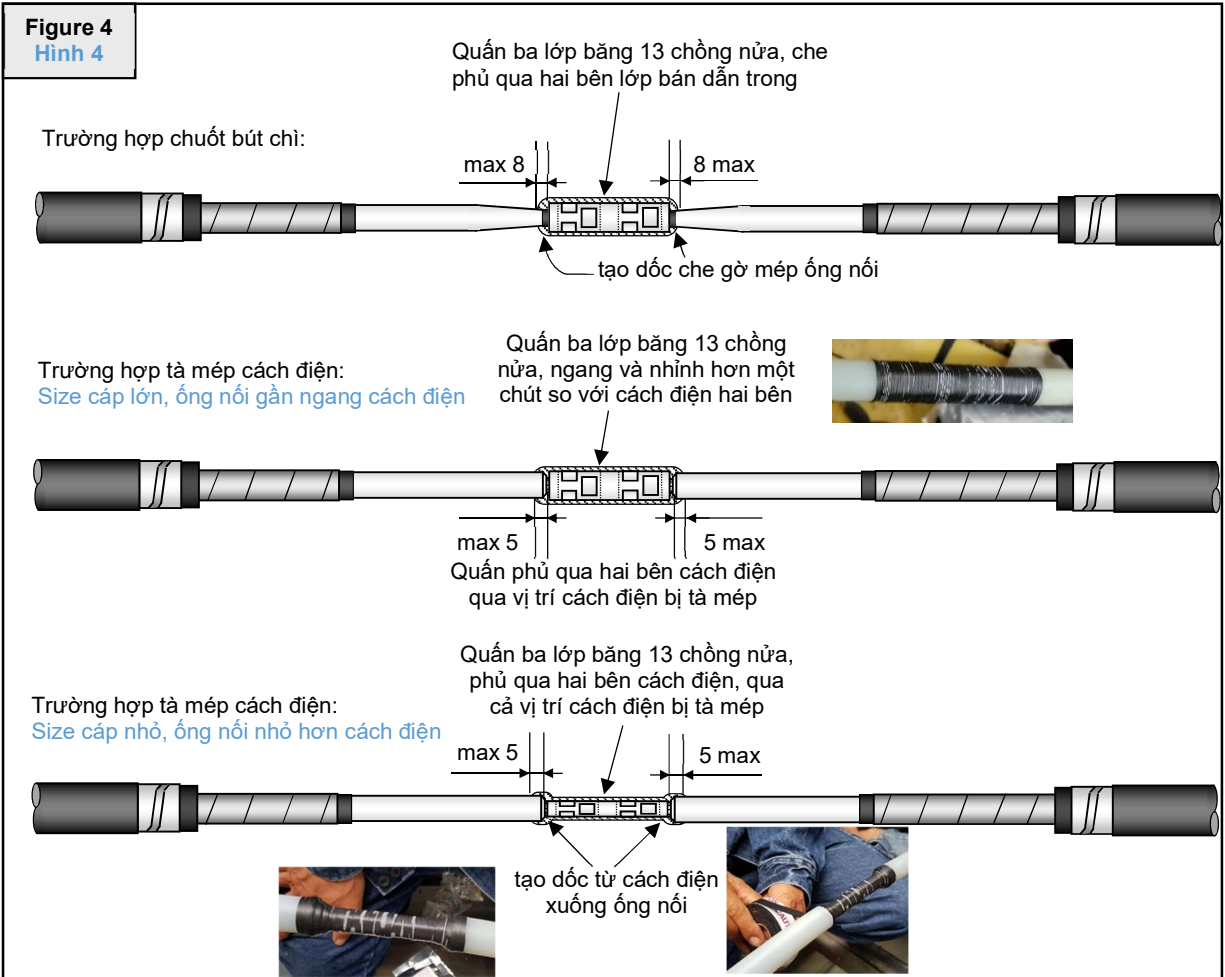 Figure 4
Hình 4
Quấn ba lớp băng 13 chồng nửa, che
phủ qua hai bên lớp bán dẫn trong
Trường hợp chuốt bút chì:
max 8
8 max
tạo dốc che gờ mép ống nối
Trường hợp tà mép cách điện:
Size cáp lớn, ống nối gần ngang cách điện
Quấn ba lớp băng 13 chồng
nửa, ngang và nhỉnh hơn một
chút so với cách điện hai bên
max 5
5 max
Quấn phủ qua hai bên cách điện
qua vị trí cách điện bị tà mép
Trường hợp tà mép cách điện:
Size cáp nhỏ, ống nối nhỏ hơn cách điện
Quấn ba lớp băng 13 chồng nửa,
phủ qua hai bên cách điện, qua
cả vị trí cách điện bị tà mép
max 5
5 max
tạo dốc từ cách điện
xuống ống nối